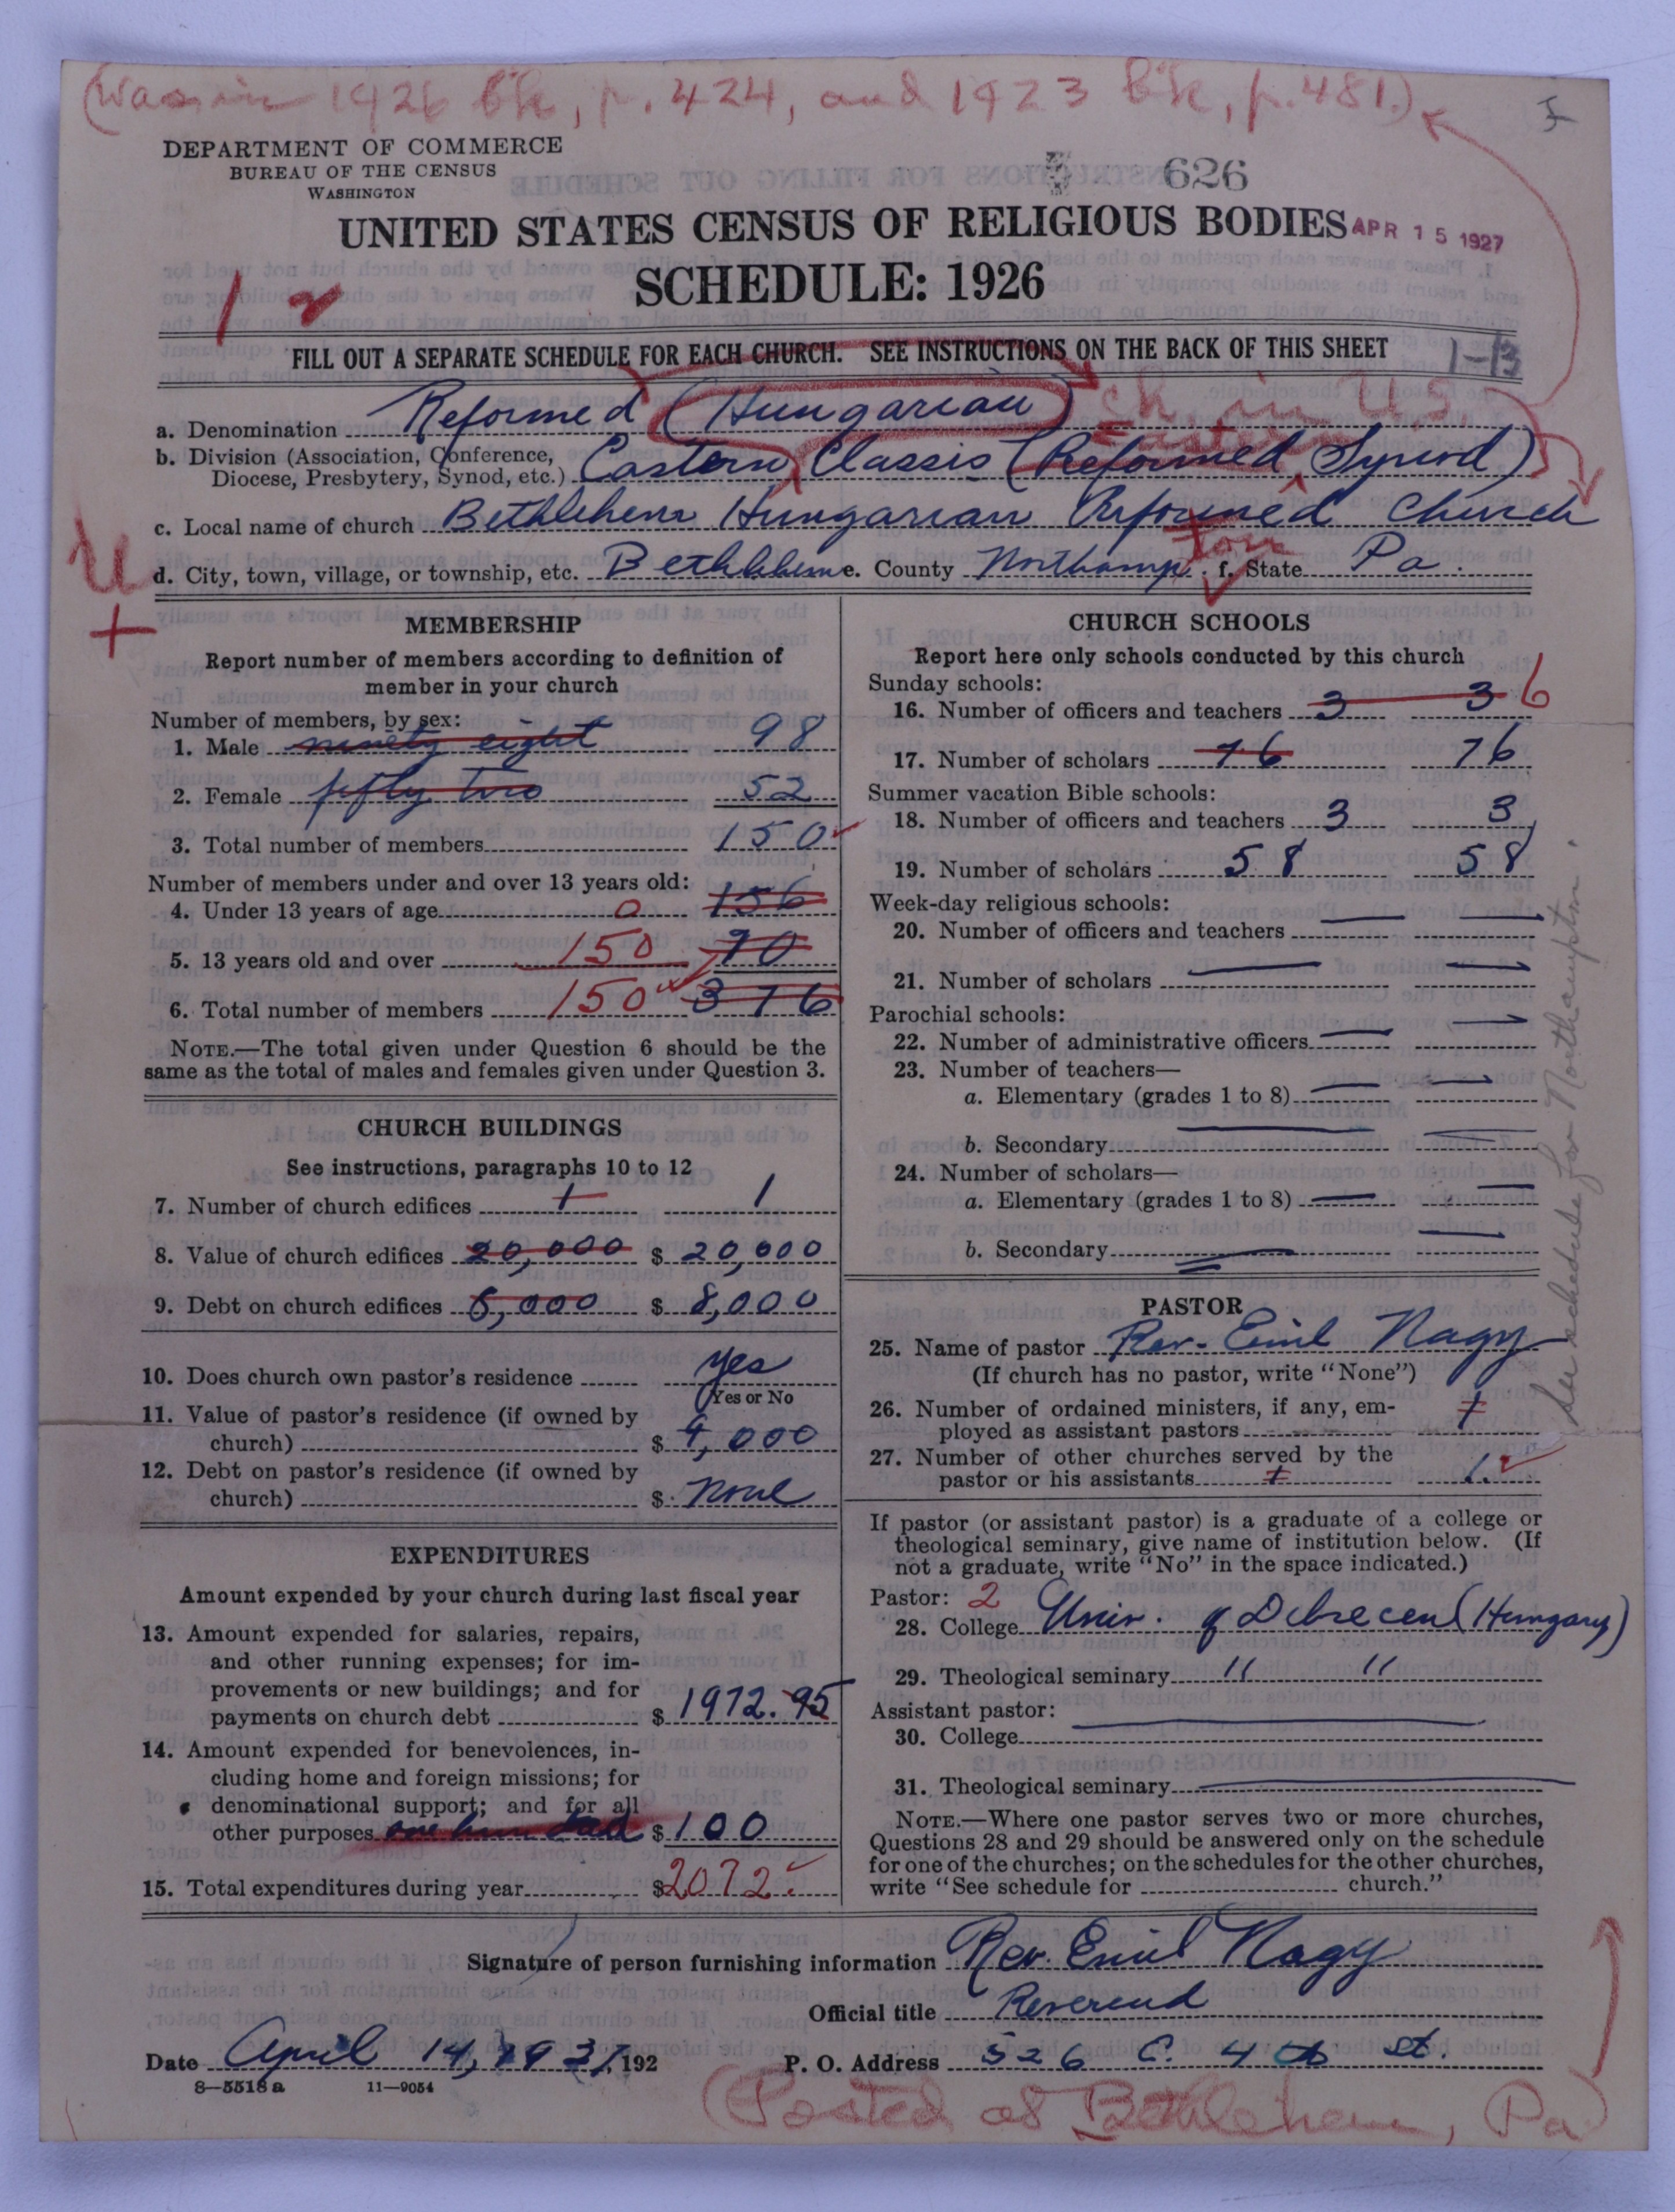 (Was in 1926 bk, p. 424, and 1923 bk, p. 481.)
DEPARTMENT OF COMMERCE
BUREAU OF THE CENSUS
WASHINGTON
626
UNITED STATES CENSUS OF RELIGIOUS BODIES APR 15 1927
SCHEDULE: 1926
FILL OUT A SEPARATE SCHEDULE FOR EACH CHURCH. SEE INSTRUCTIONS ON THE BACK OF THIS SHEET 1-13
a. Denomination Reformed (Hungarian) Ch in U.S.
Eastern
b. Division (Association, Conference, Diocese, Presbytery, Synod, etc.) Eastern Classis (Reformed Synod)
c. Local name of church Bethlehem Hungarian Reformed Church
d. City, town, village, or township, etc. Bethlehem e. County Northamp ton f. State Pa.
MEMBERSHIP
Report number of members according to definition of
member in your church
Number of members, by sex:
1. Male ninety eight 98
2. Female fifty two 52
3. Total number of members 150
Number of members under and over 13 years old:
4. Under 13 years of age 0 156
5. 13 years old and over 150
6. Total number of members 150 376
NOTE.—The total given under Question 6 should be the
same as the total of males and females given under Question 3.
CHURCH BUILDINGS
See instructions, paragraphs 10 to 12
7. Number of church edifices 1 1
8. Value of church edifices 20,000 $ 20,000
9. Debt on church edifices $ 8,000
10. Does church own pastor's residence yes
(Yes or No
11. Value of pastor's residence (if owned by
church) $ 4,000
12. Debt on pastor's residence (if owned by
church) $ none
EXPENDITURES
Amount expended by your church during last fiscal year
13. Amount expended for salaries, repairs,
and other running expenses; for im-
provements or new buildings; and for
payments on church debt $ 1972.95
14. Amount expended for benevolences, in-
cluding home and foreign missions; for
denominational support; and for all
other purposes one hundred $ 100
15. Total expenditures during year $2072.
CHURCH SCHOOLS
Report here only schools conducted by this church
Sunday schools:
16. Number of officers and teachers 3 3 6
17. Number of scholars 76 76
Summer vacation Bible schools:
18. Number of officers and teachers 3 3
19. Number of scholars 58 58
Week-day religious schools:
20. Number of officers and teachers
21. Number of scholars
Parochial schools:
22. Number of administrative officers
23. Number of teachers—
a. Elementary (grades 1 to 8)
b. Secondary
24. Number of scholars—
a. Elementary (grades 1 to 8)
b. Secondary
PASTOR
25. Name of pastor Rev. Emil Nagy
(If church has no pastor, write "None")
26. Number of ordained ministers, if any, em-
ployed as assistant pastors 1
27. Number of other churches served by the
pastor or his assistants 1 1.
If pastor (or assistant pastor) is a graduate of a college or
theological seminary, give name of institution below. (If
not a graduate, write "No" in the space indicated.)
Pastor: 2
28. College Univ. of Debrecen (Hungary)
29. Theological seminary " "
Assistant pastor:
30. College
31. Theological seminary
NOTE.—Where one pastor serves two or more churches,
Questions 28 and 29 should be answered only on the schedule
for one of the churches; on the schedules for the other churches,
write "See schedule for church."
See schedule for Northampton.
Signature of person furnishing information Rev. Emil Nagy
Official title Reverend
Date April 14, 192 P. O. Address 526 E. 4th St.
8—5518a 11—9054
(Posted as Bethlehem, Pa)